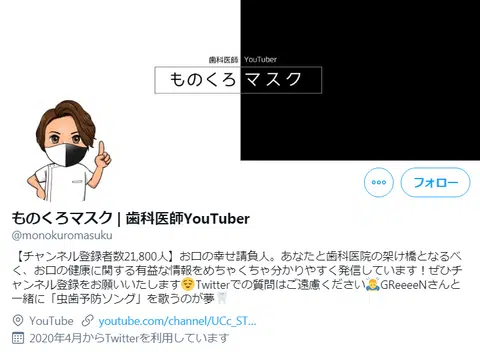 歯科医師 YouTuber
ものくろマスク
フォロー
ものくろマスク | 歯科医師YouTuber
@monokuromasuku
【チャンネル登録者数21,800人】お口の幸せ請負人。あなたと歯科医院の架け橋となるべ
く、お口の健康に関する有益な情報をめちゃくちゃ分かりやすく発信しています！ぜひチ
ャンネル登録をお願いいたします😌Twitterでの質問はご遠慮ください🙇‍♂️GReeeeNさんと
一緒に「虫歯予防ソング」を歌うのが夢🦷
YouTube youtube.com/channel/UCc_ST...
2020年4月からTwitterを利用しています